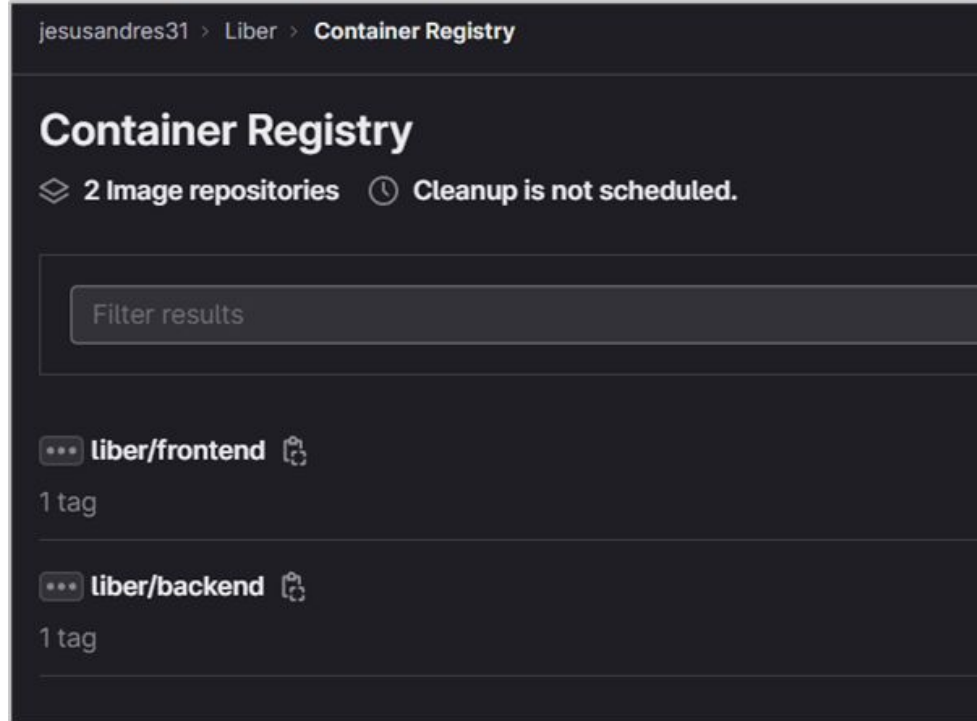 jesusandres31 > Liber > Container Registry
Container Registry
2 Image repositories Cleanup is not scheduled.
Filter results
liber/frontend
1 tag
liber/backend
1 tag